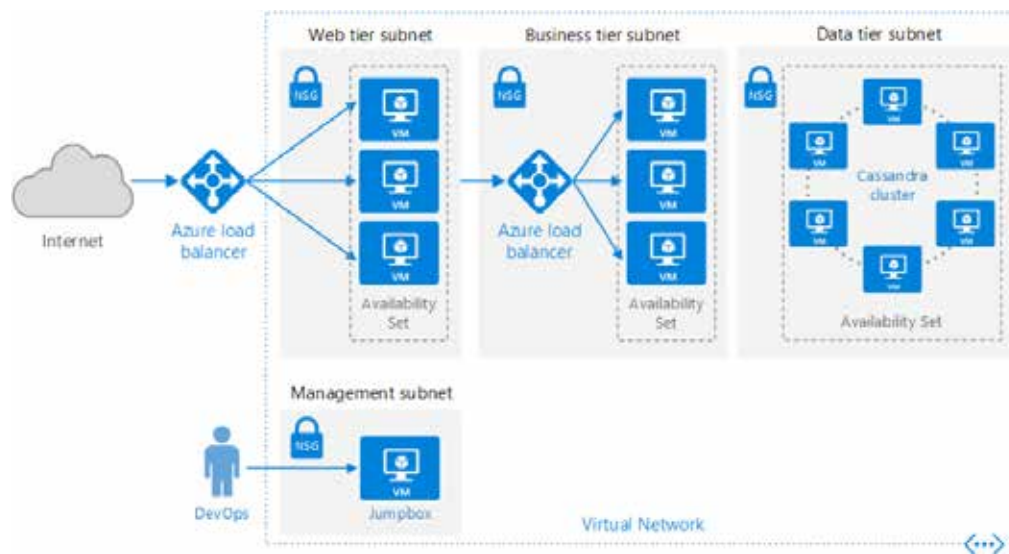 Web tier subnet
Business tier subnet
Data tier subnet
NSG
VM
VM
VM
Availability
Set
NSG
VM
VM
VM
Availability
Set
NSG
VM
VM
VM
Cassandra
cluster
VM
VM
VM
Availability Set
Internet
Azure load
balancer
Azure load
balancer
Management subnet
NSG
VM
Jumpbox
DevOps
Virtual Network